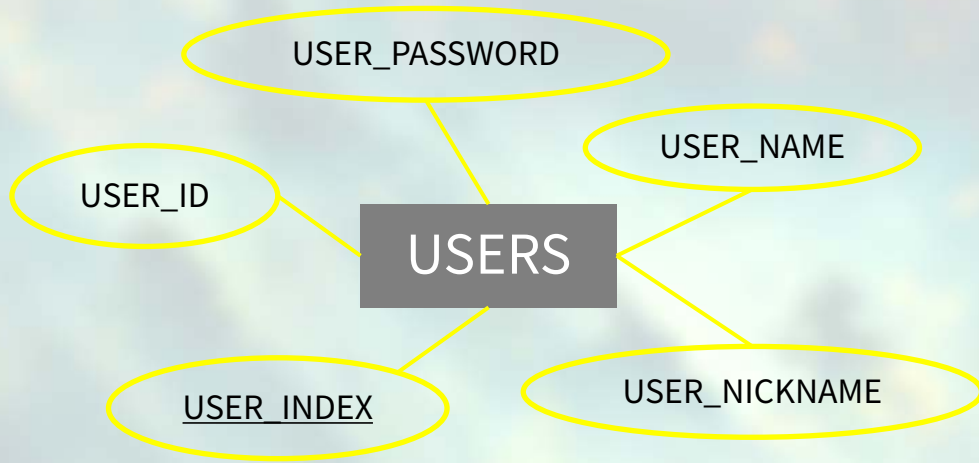 USER_PASSWORD
USER_NAME
USER_ID
USERS
USER_NICKNAME
USER_INDEX